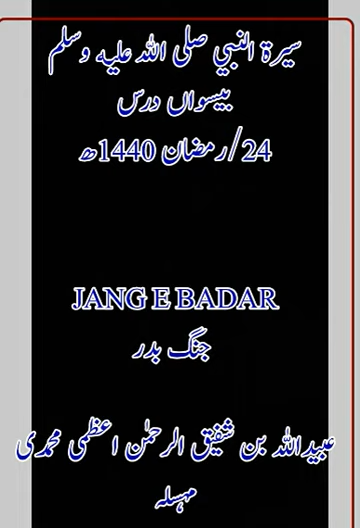 سيرة النبي صلى الله عليه وسلم
بیسواں درس
24/رمضان 1440ھ
JANG E BADAR
جنگ بدر
عبیداللہ بن شفیق الرحمٰن اعظمی محمدی
مہسلہ